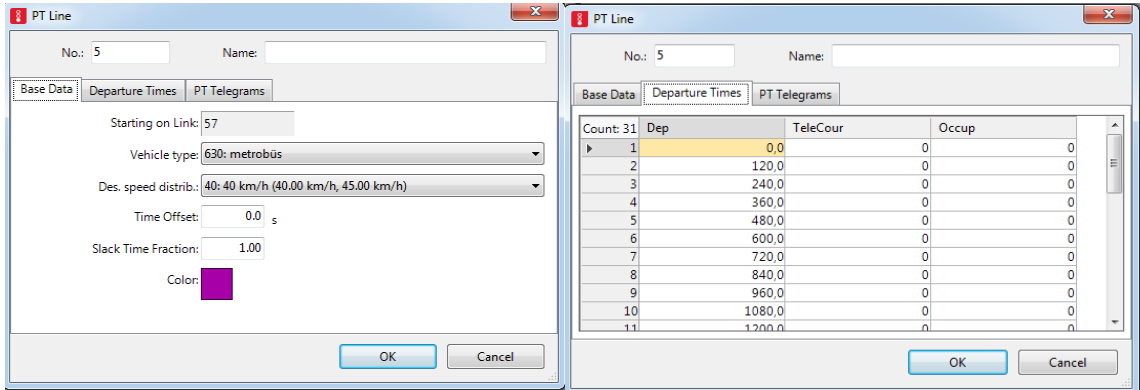 PT Line
No.: 5 Name:
Base Data Departure Times PT Telegrams
Starting on Link: 57
Vehicle type: 630: metrobüs
Des. speed distrib.: 40: 40 km/h (40.00 km/h, 45.00 km/h)
Time Offset: 0.0 s
Slack Time Fraction: 1.00
Color:
OK Cancel
PT Line
No.: 5 Name:
Base Data Departure Times PT Telegrams
Count: 31 Dep TeleCour Occup
1 0,0 0 0
2 120,0 0 0
3 240,0 0 0
4 360,0 0 0
5 480,0 0 0
6 600,0 0 0
7 720,0 0 0
8 840,0 0 0
9 960,0 0 0
10 1080,0 0 0
11 1200,0 0 0
OK Cancel